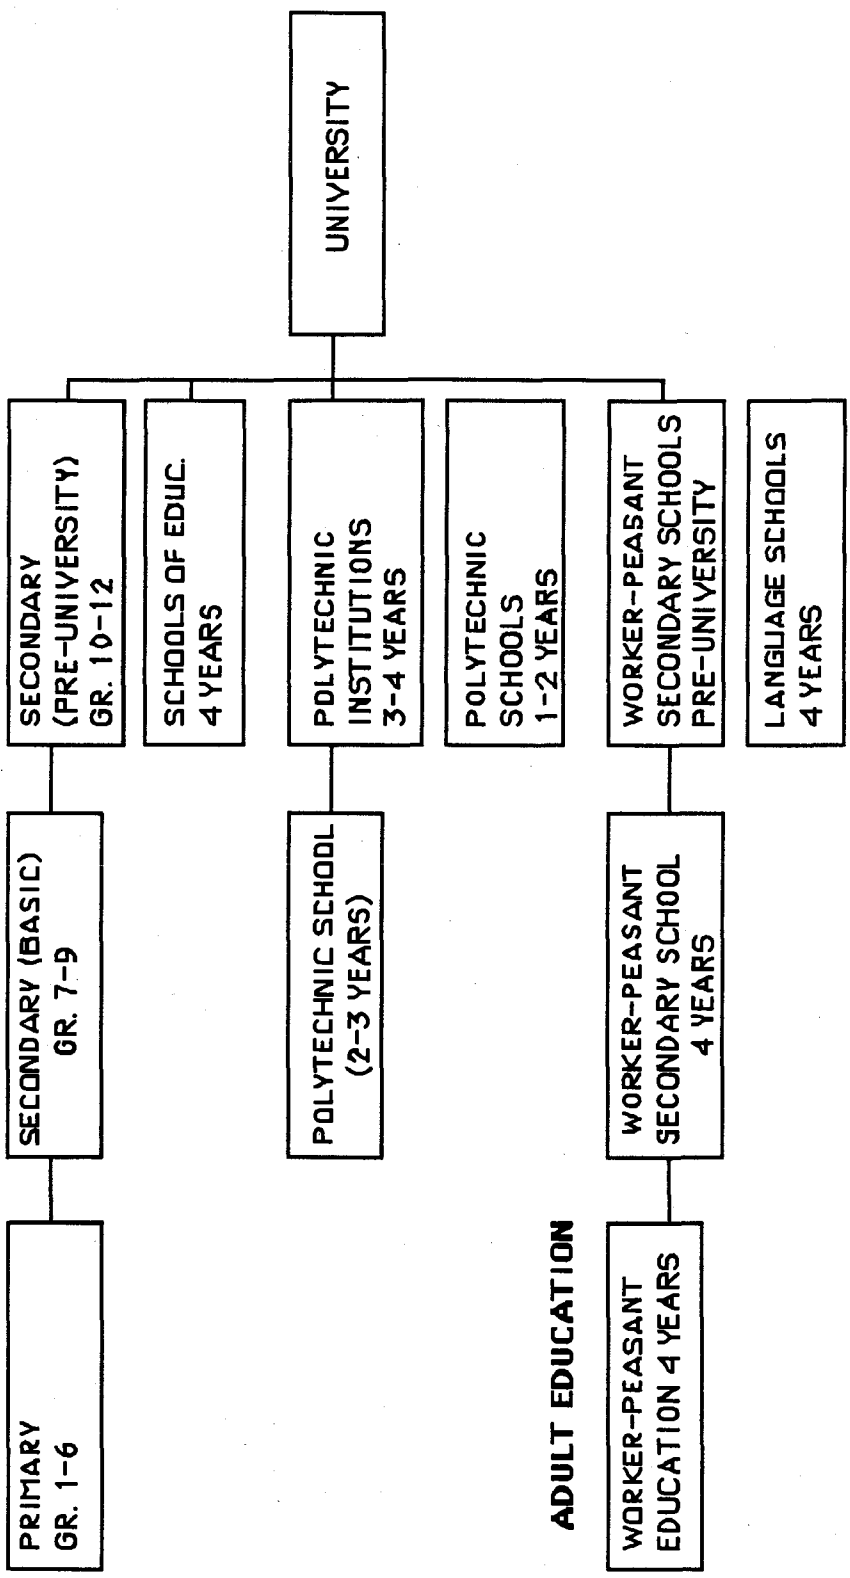 PRIMARY
GR. 1-6
SECONDARY (BASIC)
GR. 7-9
SECONDARY
(PRE-UNIVERSITY)
GR. 10-12
SCHOOLS OF EDUC.
4 YEARS
POLYTECHNIC SCHOOL
(2-3 YEARS)
POLYTECHNIC
INSTITUTIONS
3-4 YEARS
POLYTECHNIC
SCHOOLS
1-2 YEARS
UNIVERSITY
ADULT EDUCATION
WORKER-PEASANT
EDUCATION 4 YEARS
WORKER-PEASANT
SECONDARY SCHOOL
4 YEARS
WORKER-PEASANT
SECONDARY SCHOOLS
PRE-UNIVERSITY
LANGUAGE SCHOOLS
4 YEARS